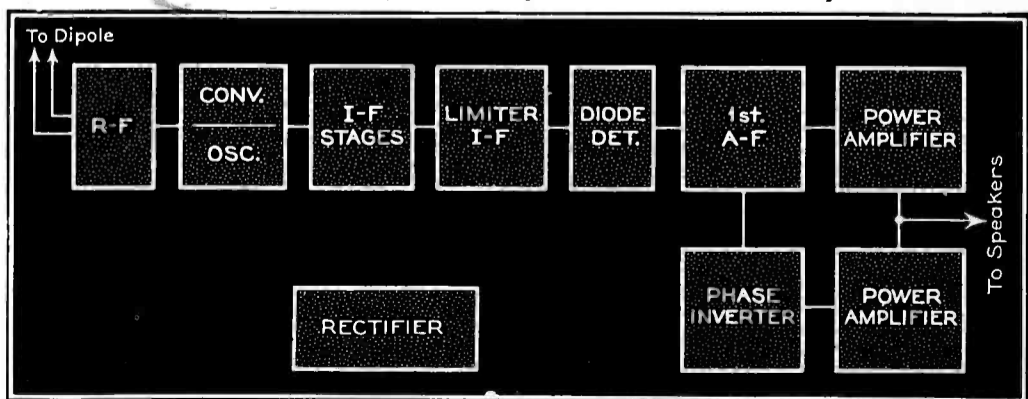 To Dipole
R-F
CONV.
OSC.
I-F
STAGES
LIMITER
I-F
DIODE
DET.
1st.
A-F
POWER
AMPLIFIER
To Speakers
RECTIFIER
PHASE
INVERTER
POWER
AMPLIFIER